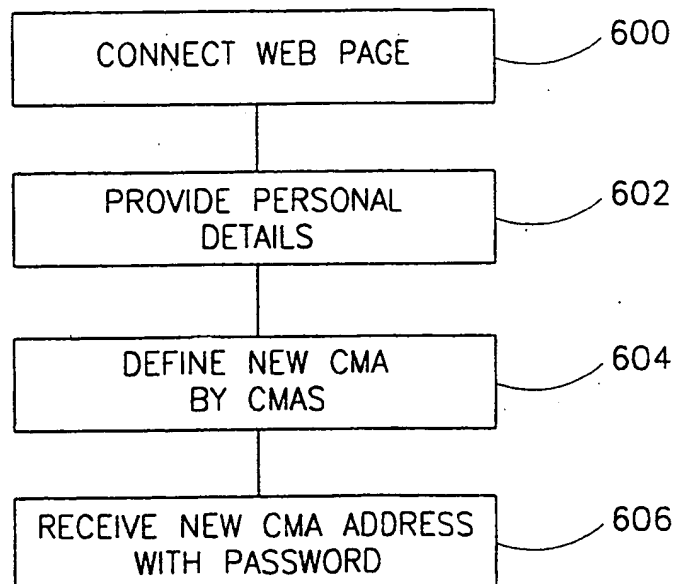 CONNECT WEB PAGE
600
PROVIDE PERSONAL
DETAILS
602
DEFINE NEW CMA
BY CMAS
604
RECEIVE NEW CMA ADDRESS
WITH PASSWORD
606